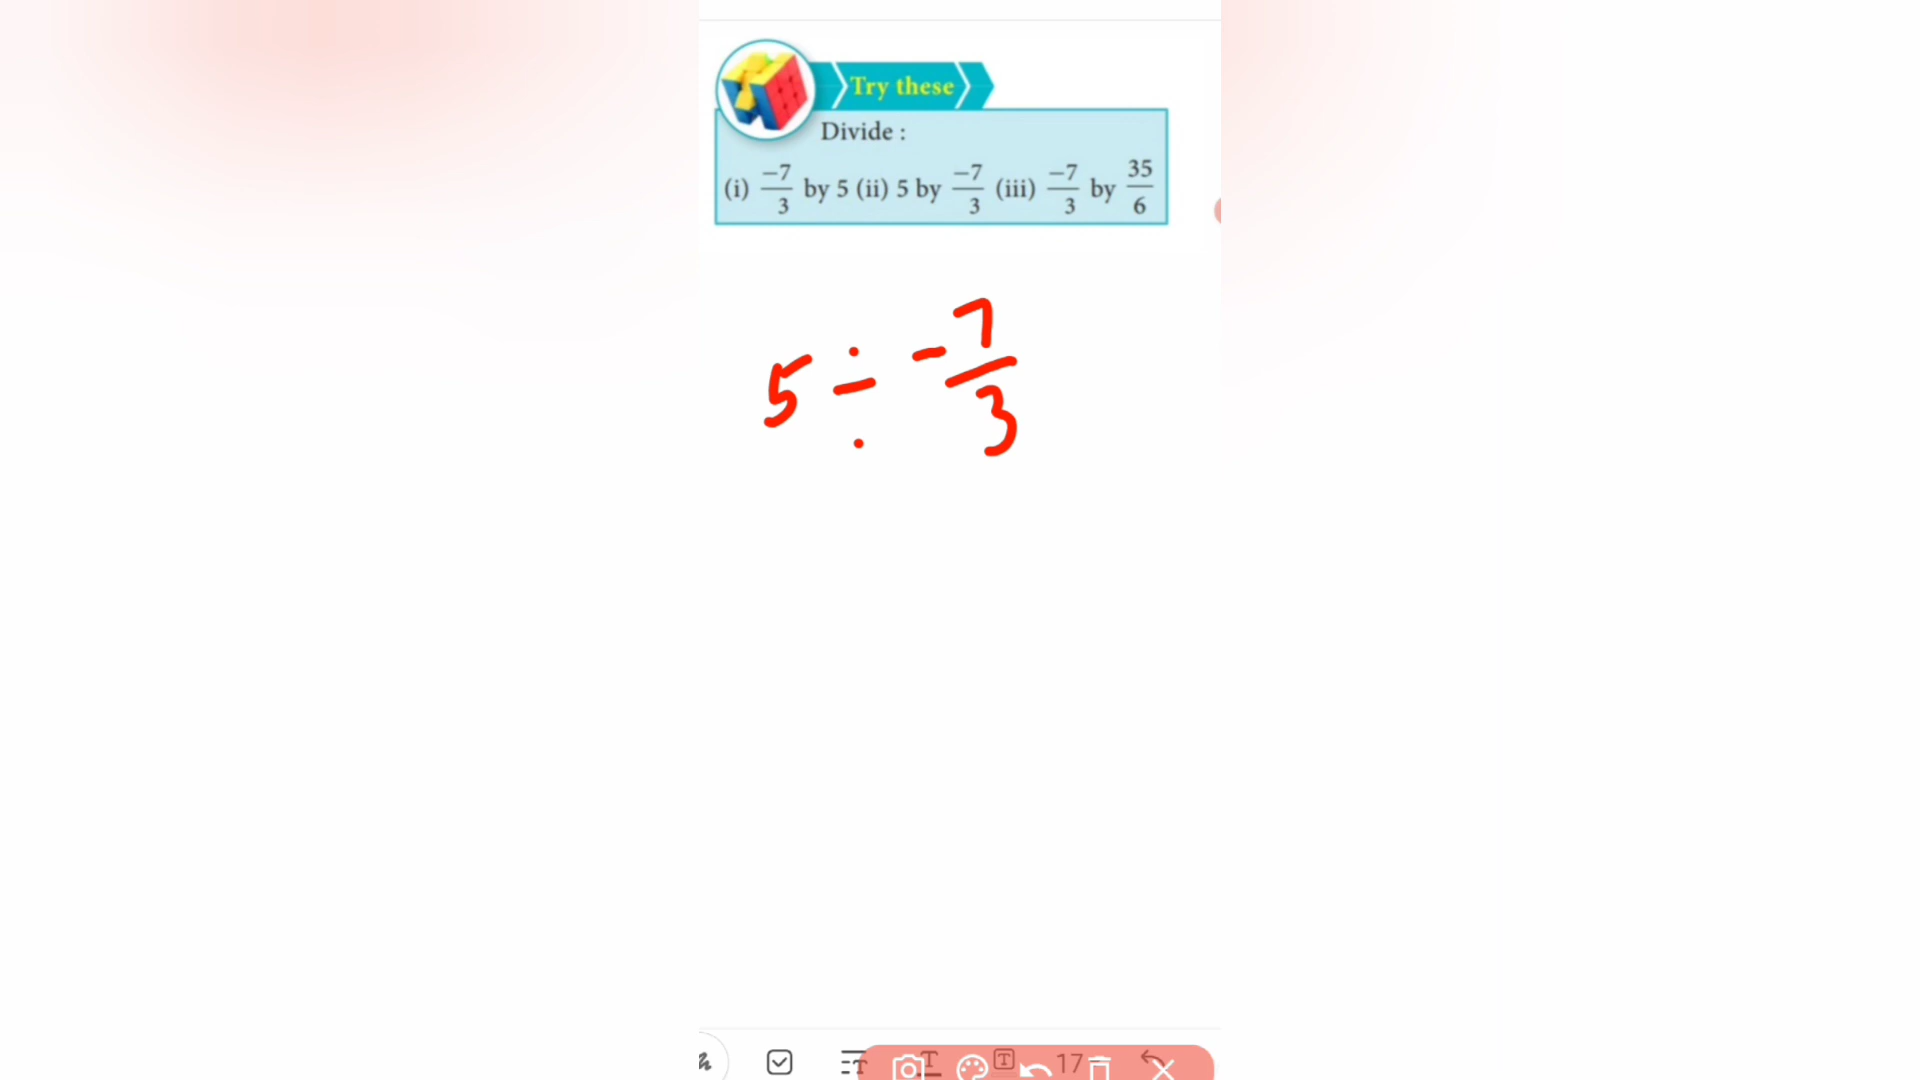 Try these
Divide :
(i) −7/3 by 5 (ii) 5 by −7/3 (iii) −7/3 by 35/6
5 ÷ -7/3
T T 17